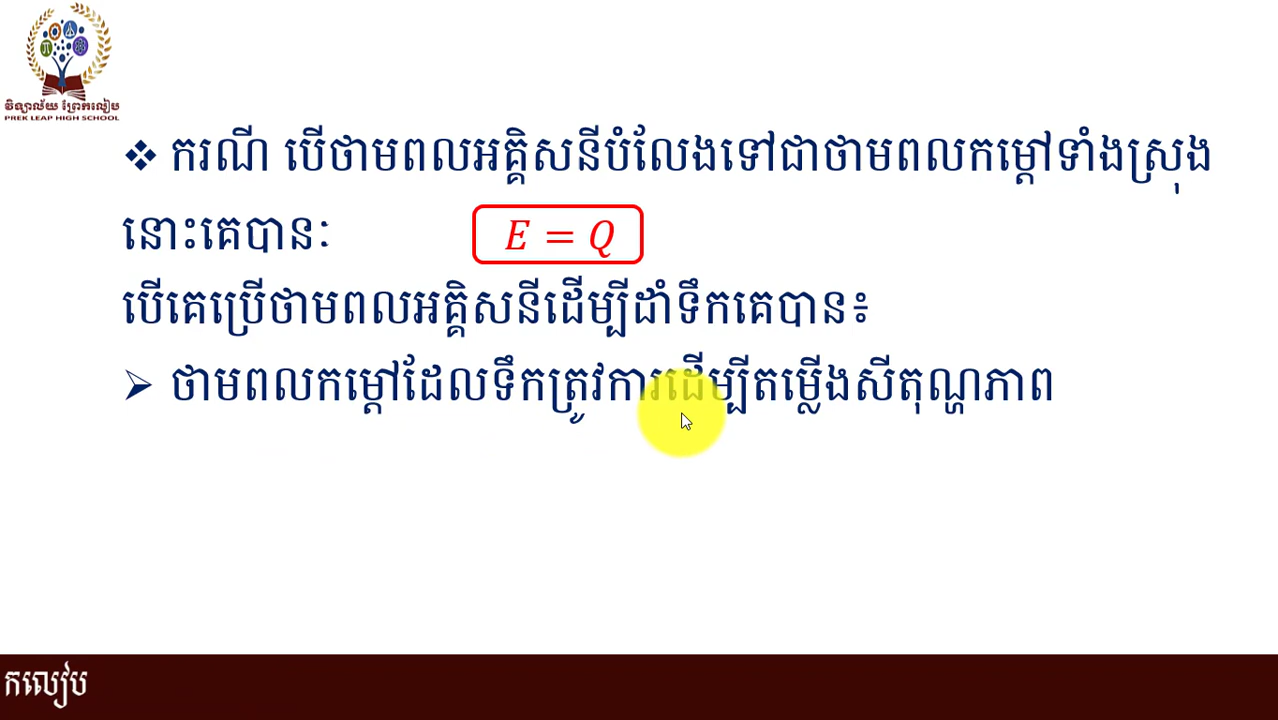 វិទ្យាល័យ ព្រែកលៀប
PREK LEAP HIGH SCHOOL
❖ ករណី បើថាមពលអគ្គិសនីបំលែងទៅជាថាមពលកម្ដៅទាំងស្រុង
នោះគេបានៈ E = Q
បើគេប្រើថាមពលអគ្គិសនីដើម្បីដាំទឹកគេបាន៖
➢ ថាមពលកម្ដៅដែលទឹកត្រូវការដើម្បីតម្លើងសីតុណ្ហភាព
កលៀប